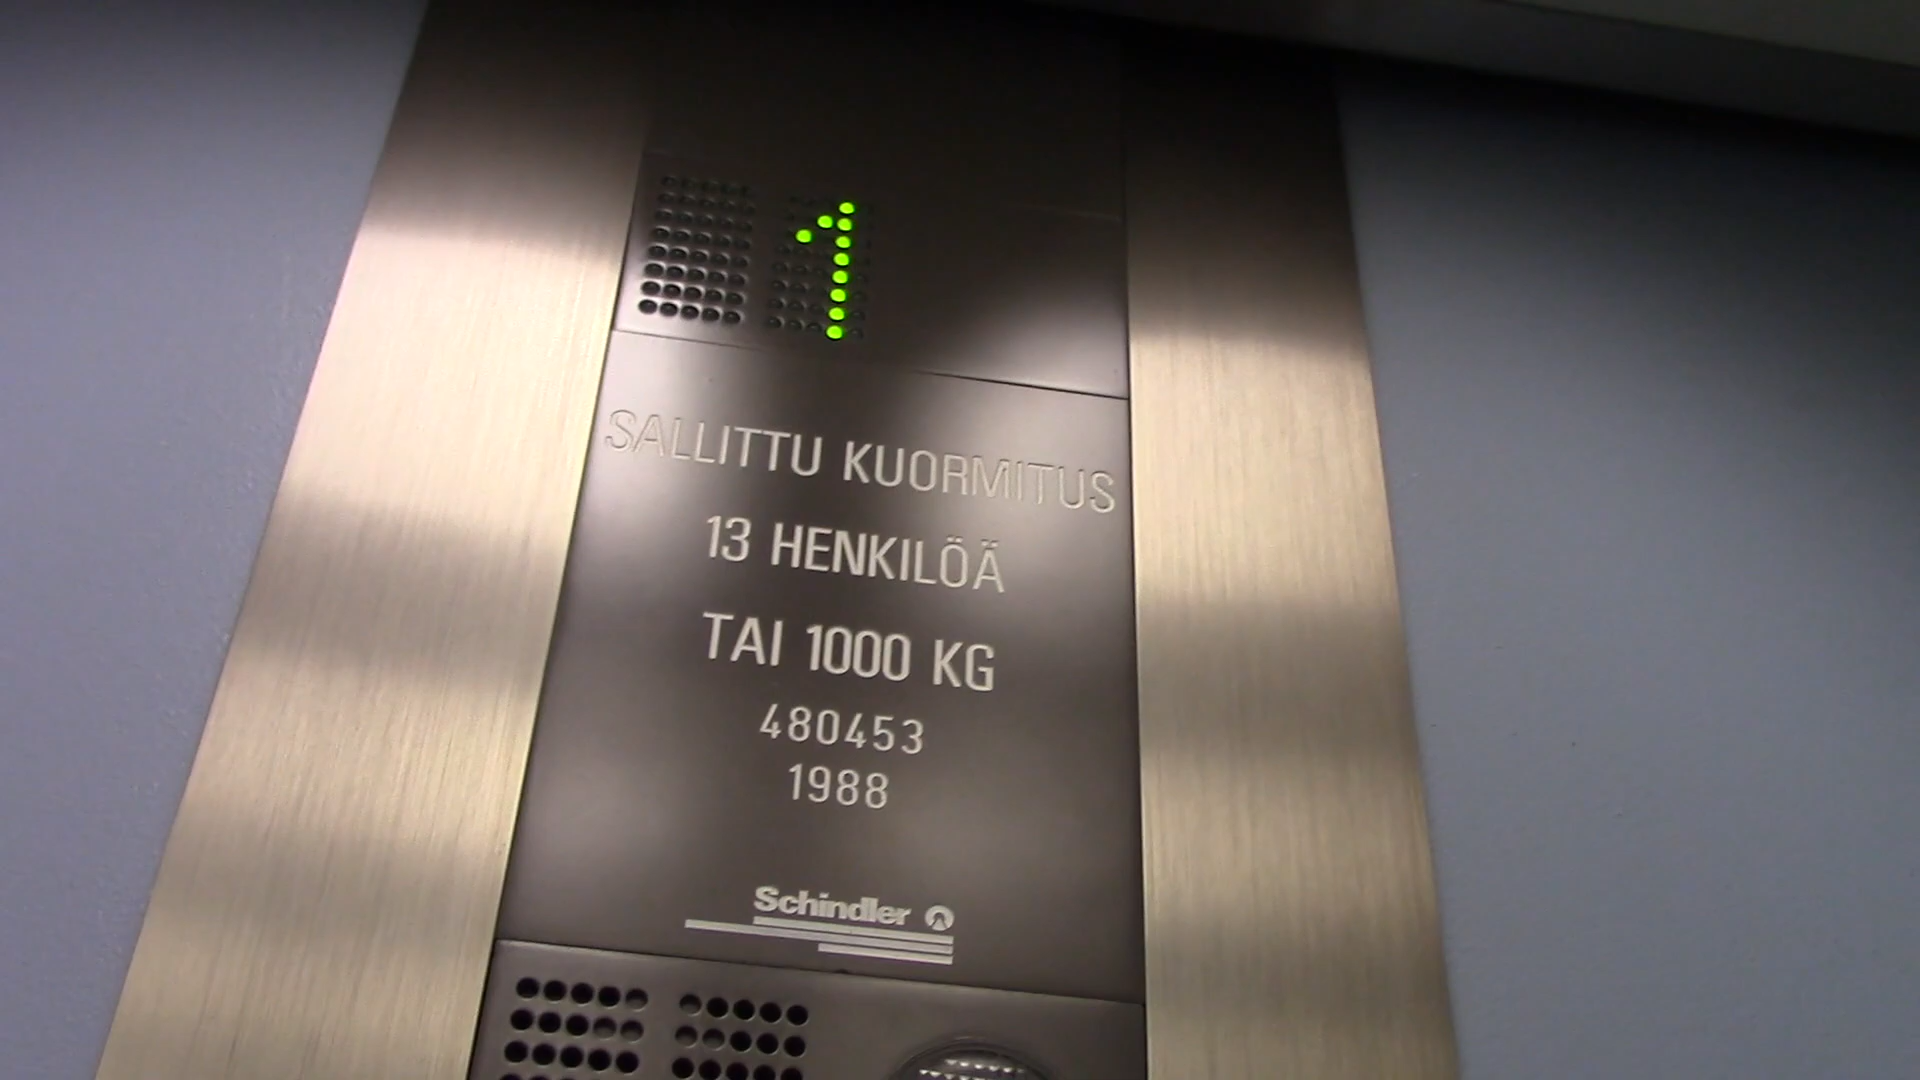 1
SALLITTU KUORMITUS
13 HENKILÖÄ
TAI 1000 KG
480453
1988
Schindler